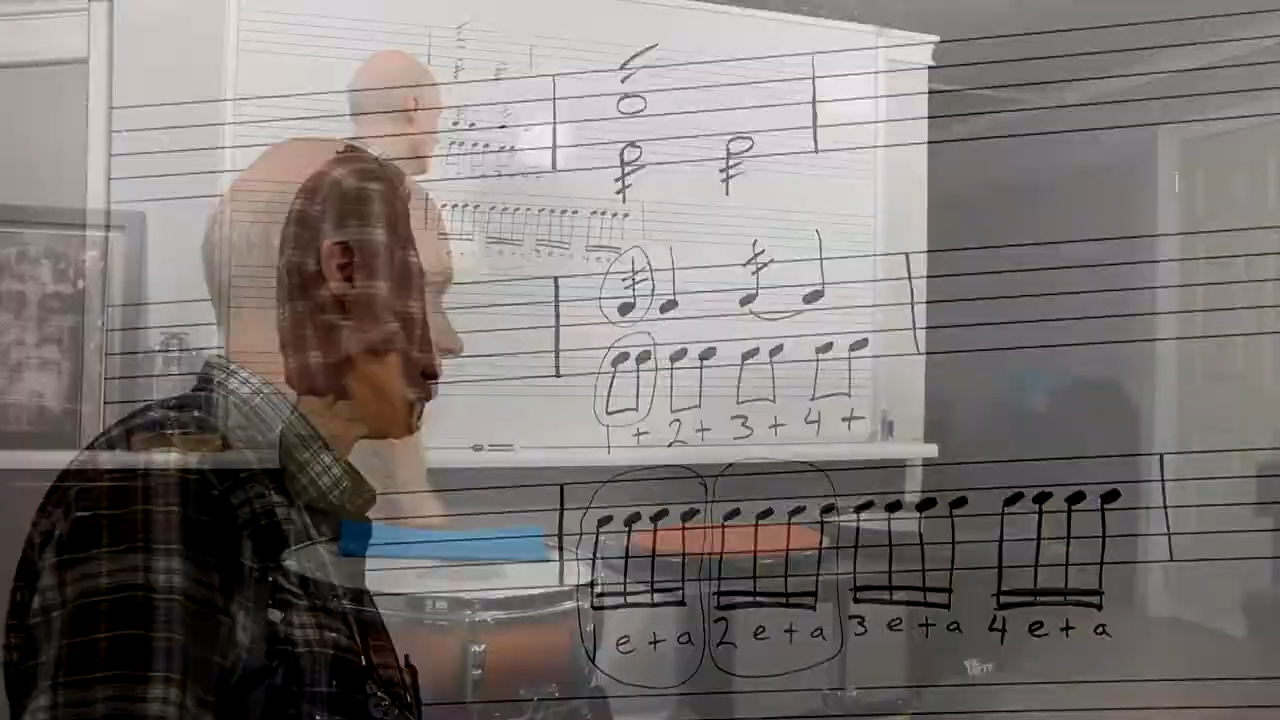 1 + 2 + 3 + 4 +
1 e + a 2 e + a 3 e + a 4 e + a